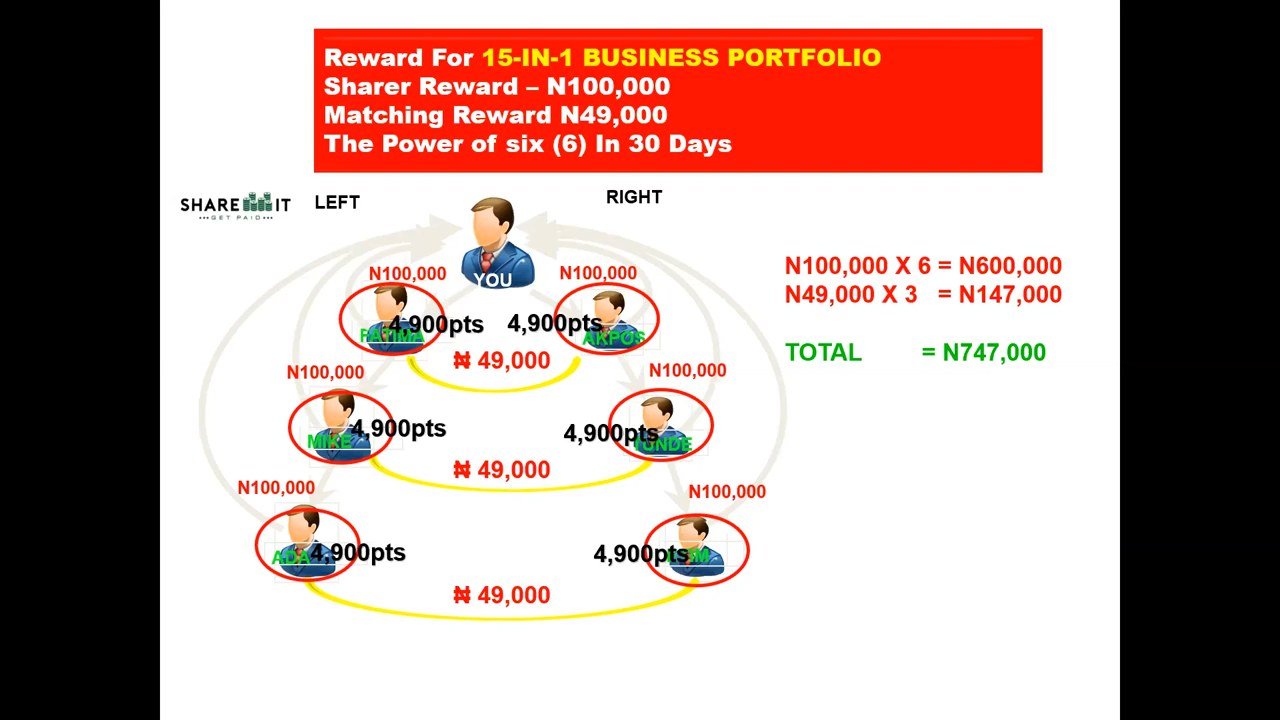 Reward For 15-IN-1 BUSINESS PORTFOLIO
Sharer Reward – N100,000
Matching Reward N49,000
The Power of six (6) In 30 Days
SHARE IT
GET PAID
LEFT
RIGHT
YOU
N100,000
N100,000
4,900pts
4,900pts
FATIMA
AKPOS
₦ 49,000
N100,000
N100,000
4,900pts
4,900pts
MIKE
TUNDE
₦ 49,000
N100,000
N100,000
4,900pts
4,900pts
ADA
₦ 49,000
N100,000 X 6 = N600,000
N49,000 X 3 = N147,000
TOTAL = N747,000